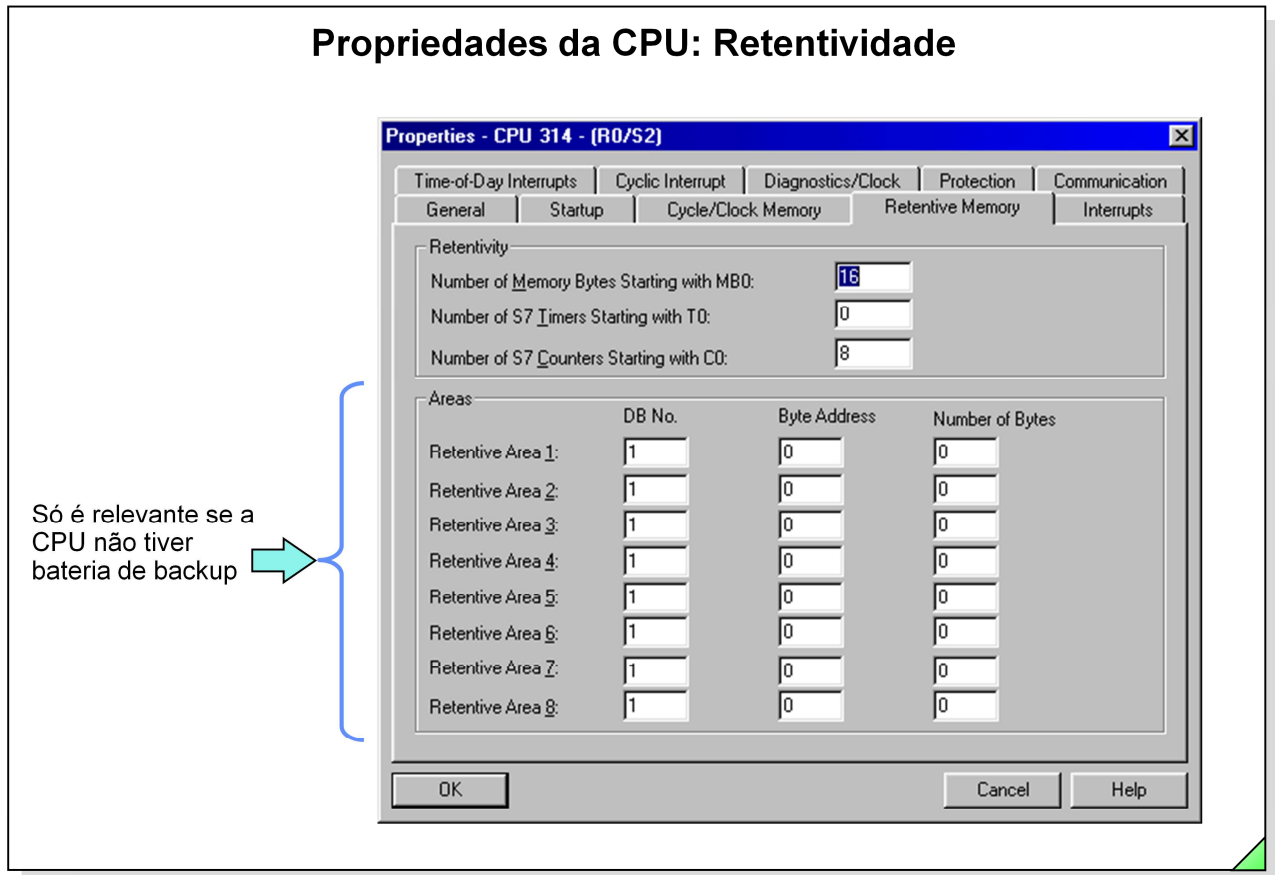 Propriedades da CPU: Retentividade
Properties - CPU 314 - (R0/S2)
Time-of-Day Interrupts Cyclic Interrupt Diagnostics/Clock Protection Communication
General Startup Cycle/Clock Memory Retentive Memory Interrupts
Retentivity
Number of Memory Bytes Starting with MB0: 16
Number of S7 Timers Starting with T0: 0
Number of S7 Counters Starting with C0: 8
Areas
DB No. Byte Address Number of Bytes
Retentive Area 1: 1 0 0
Retentive Area 2: 1 0 0
Retentive Area 3: 1 0 0
Retentive Area 4: 1 0 0
Retentive Area 5: 1 0 0
Retentive Area 6: 1 0 0
Retentive Area 7: 1 0 0
Retentive Area 8: 1 0 0
Só é relevante se a
CPU não tiver
bateria de backup
OK Cancel Help